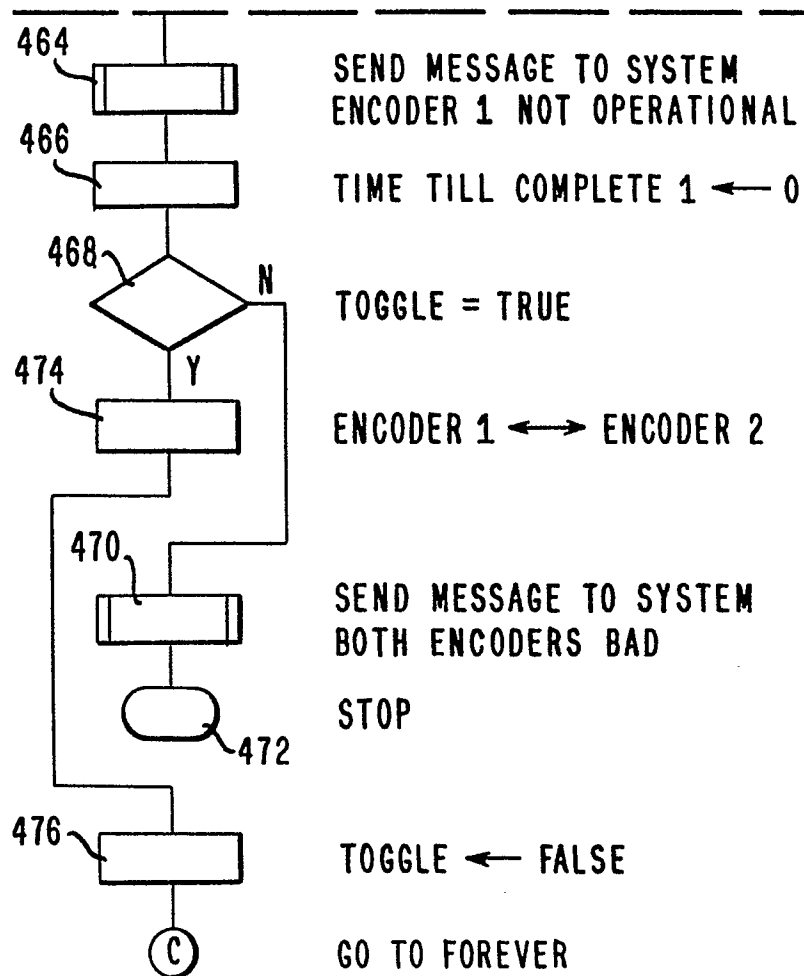 464
SEND MESSAGE TO SYSTEM
ENCODER 1 NOT OPERATIONAL
466
TIME TILL COMPLETE 1 ← 0
468
N
TOGGLE = TRUE
Y
474
ENCODER 1 ↔ ENCODER 2
470
SEND MESSAGE TO SYSTEM
BOTH ENCODERS BAD
STOP
472
476
TOGGLE ← FALSE
C
GO TO FOREVER